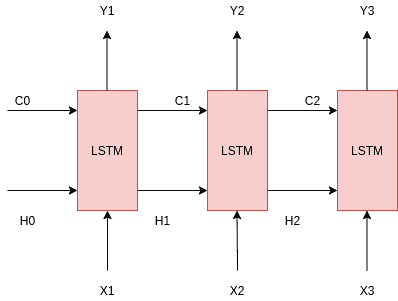 Y1 Y2 Y3
C0 C1 C2
LSTM LSTM LSTM
H0 H1 H2
X1 X2 X3